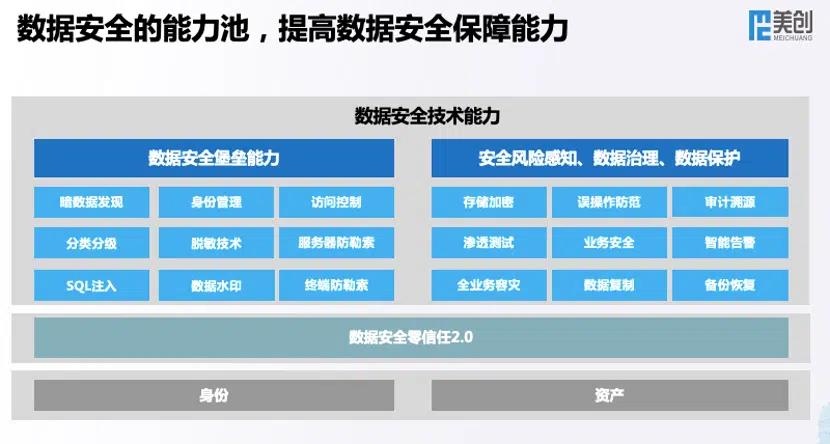 数据安全的能力池，提高数据安全保障能力
美创
MEICHUANG
数据安全技术能力
数据安全堡垒能力
安全风险感知、数据治理、数据保护
暗数据发现 身份管理 访问控制 存储加密 误操作防范 审计溯源
分类分级 脱敏技术 服务器防勒索 渗透测试 业务安全 智能告警
SQL注入 数据水印 终端防勒索 全业务容灾 数据复制 备份恢复
数据安全零信任2.0
身份 资产